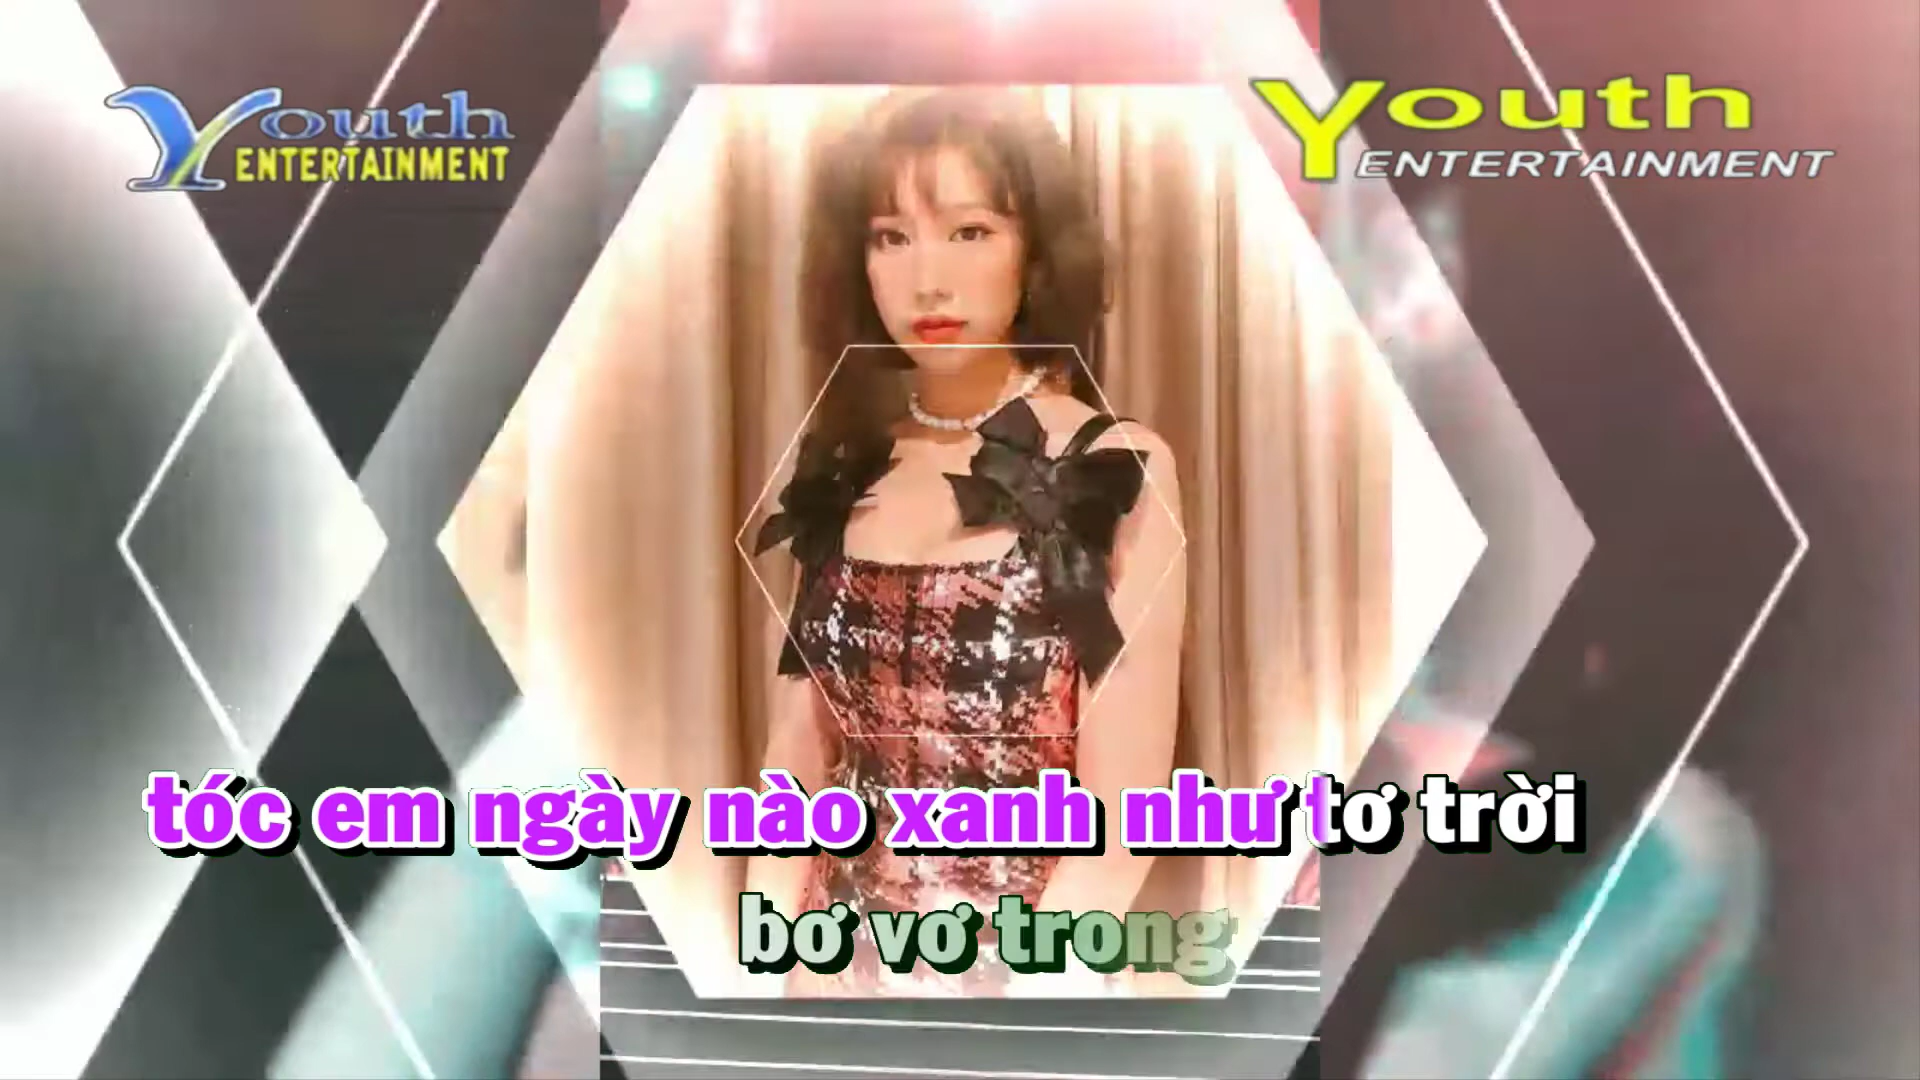 Youth
ENTERTAINMENT
Youth
ENTERTAINMENT
tóc em ngày nào xanh như tơ trời
bơ vơ trong